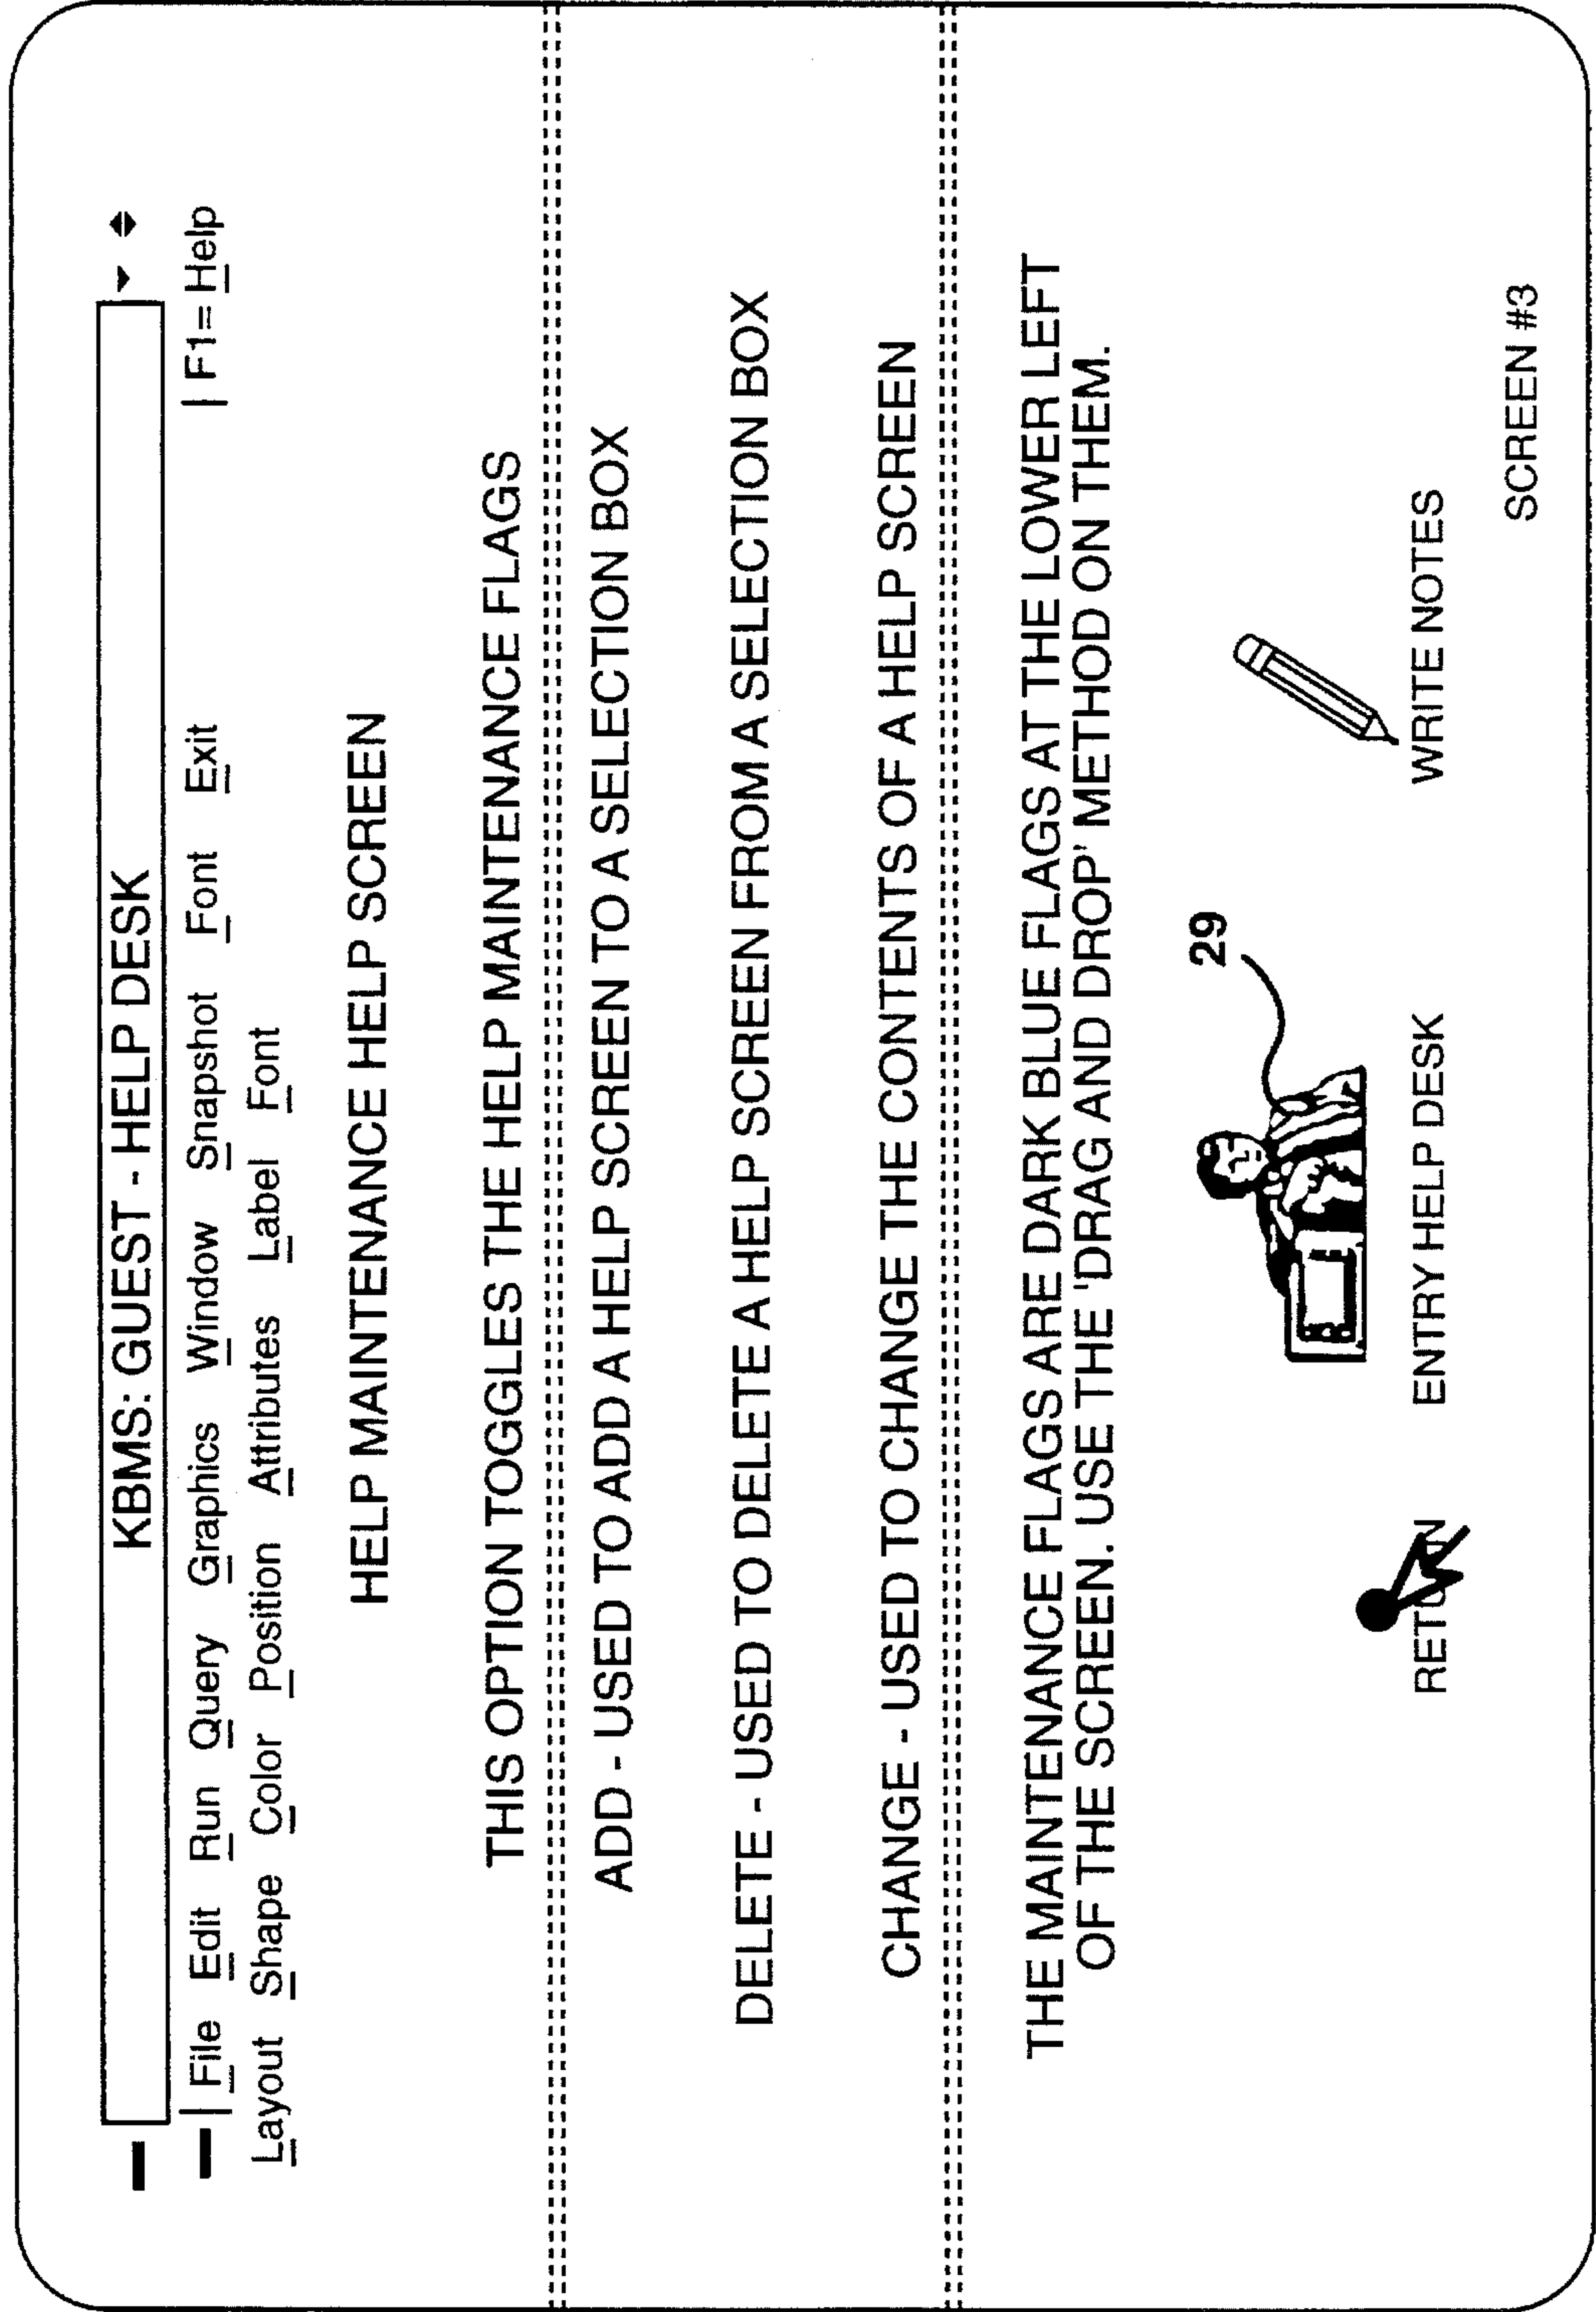 KBMS: GUEST - HELP DESK
File Edit Run Query Graphics Window Snapshot Font Exit | F1= Help
Layout Shape Color Position Attributes Label Font
HELP MAINTENANCE HELP SCREEN
THIS OPTION TOGGLES THE HELP MAINTENANCE FLAGS
ADD - USED TO ADD A HELP SCREEN TO A SELECTION BOX
DELETE - USED TO DELETE A HELP SCREEN FROM A SELECTION BOX
CHANGE - USED TO CHANGE THE CONTENTS OF A HELP SCREEN
THE MAINTENANCE FLAGS ARE DARK BLUE FLAGS AT THE LOWER LEFT
OF THE SCREEN. USE THE 'DRAG AND DROP' METHOD ON THEM.
29
RETURN ENTRY HELP DESK WRITE NOTES
SCREEN #3